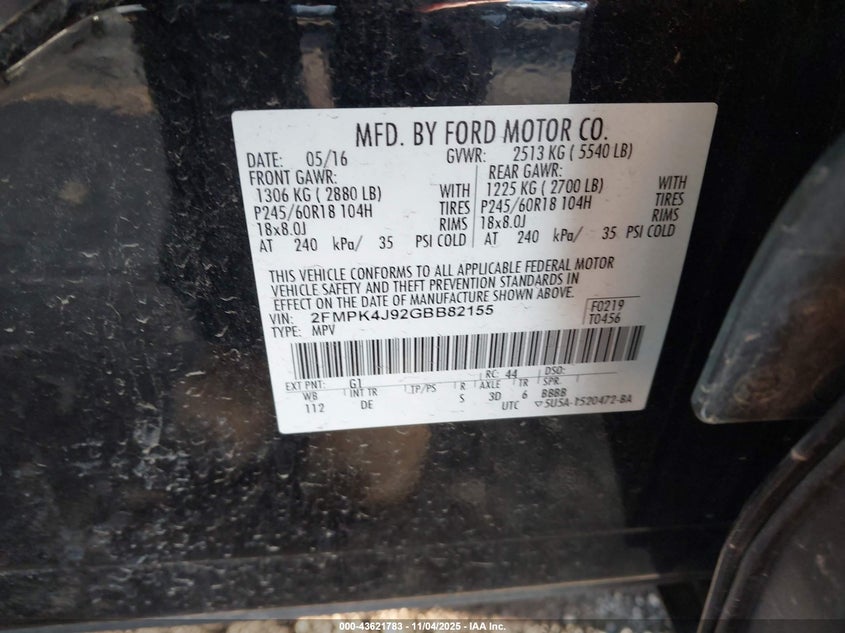 MFD. BY FORD MOTOR CO.
DATE: 05/16 GVWR: 2513 KG ( 5540 LB)
FRONT GAWR: REAR GAWR:
1306 KG ( 2880 LB) WITH 1225 KG ( 2700 LB) WITH
P245/60R18 104H TIRES P245/60R18 104H TIRES
18x8.0J RIMS 18x8.0J RIMS
AT 240 kPa/ 35 PSI COLD AT 240 kPa/ 35 PSI COLD
THIS VEHICLE CONFORMS TO ALL APPLICABLE FEDERAL MOTOR
VEHICLE SAFETY AND THEFT PREVENTION STANDARDS IN
EFFECT ON THE DATE OF MANUFACTURE SHOWN ABOVE.
VIN: 2FMPK4J92GBB82155 F0219
TYPE: MPV T0456
EXT PNT: G1 RC: 44 DSO:
WB INT TR TP/PS R AXLE TR SPR
112 DE S 3D 6 BBBB
UTC ▽5U5A-1520472-BA
000-43621783 - 11/04/2025 - IAA Inc.